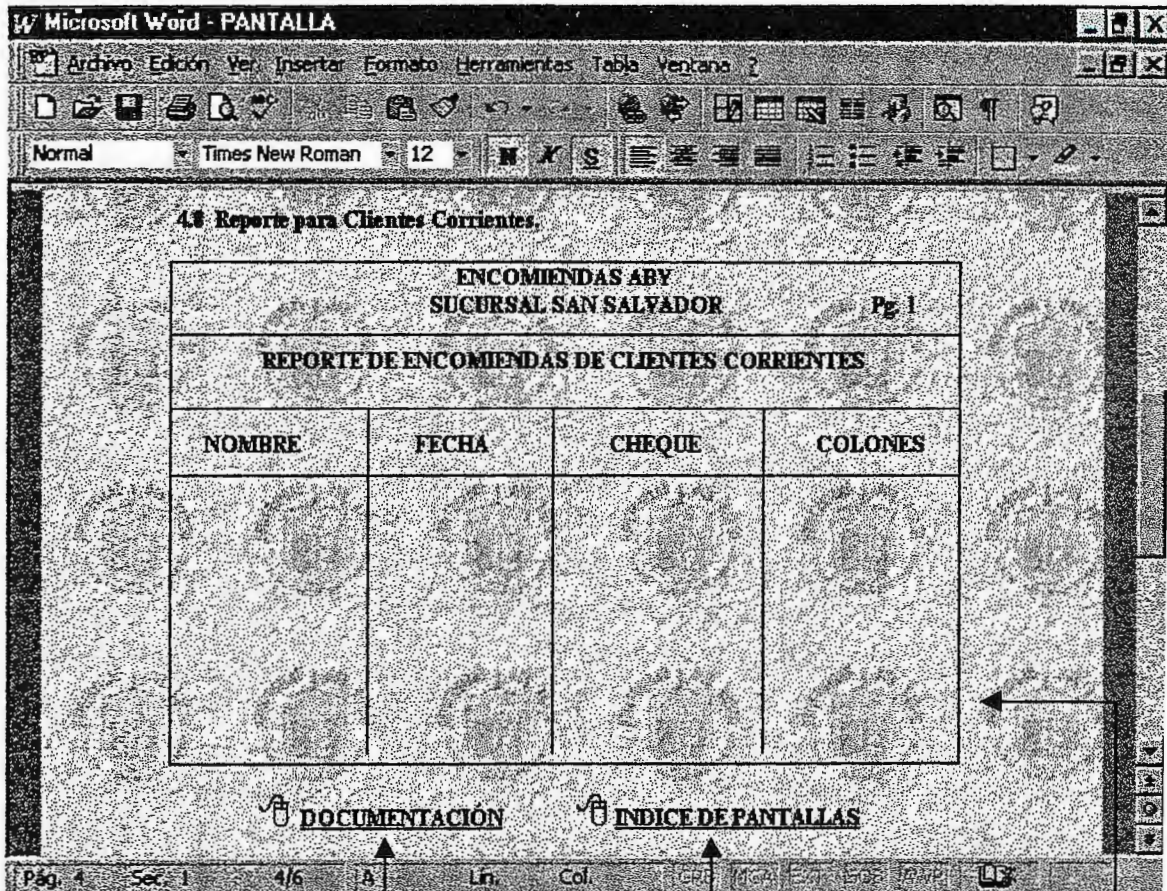 Microsoft Word - PANTALLA
Archivo Edición Ver Insertar Formato Herramientas Tabla Ventana ?
Normal Times New Roman 12 N K S
4.8 Reporte para Clientes Corrientes.
ENCOMIENDAS ABY
SUCURSAL SAN SALVADOR Pg. 1
REPORTE DE ENCOMIENDAS DE CLIENTES CORRIENTES
NOMBRE FECHA CHEQUE COLONES
DOCUMENTACIÓN INDICE DE PANTALLAS
Pág. 4 Sec. 1 4/6 A Lín. Col.